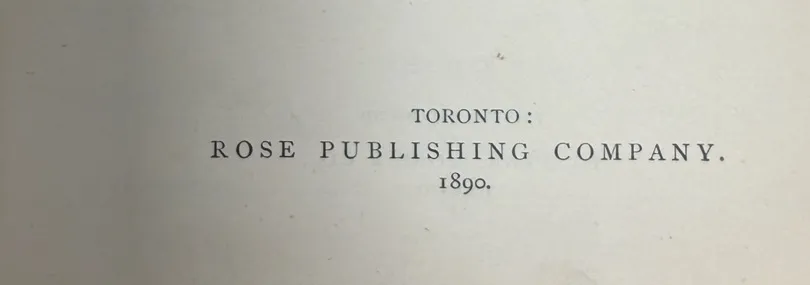 TORONTO:
ROSE PUBLISHING COMPANY.
1890.